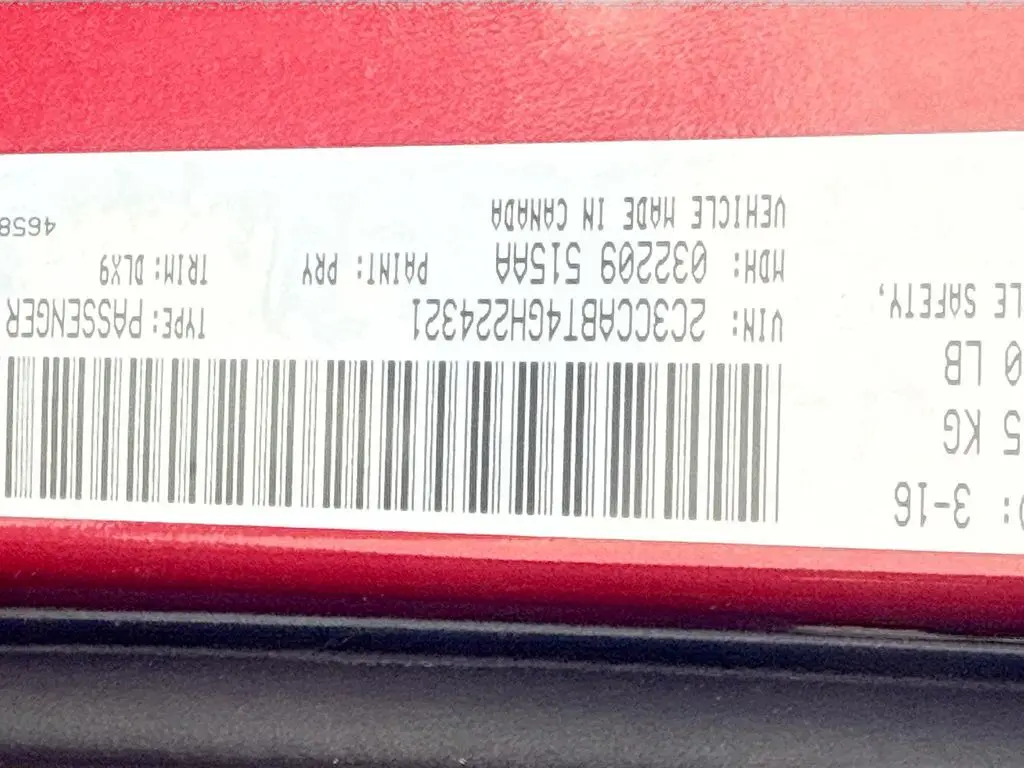 D: 3-16
5 KG
0 LB
LE SAFETY,
VIN: 2C3CCABT4GH224321
TYPE: PASSENGER
MDH: 032209 515AA
PAINT: PRY
TRIM: DLX9
VEHICLE MADE IN CANADA
4658